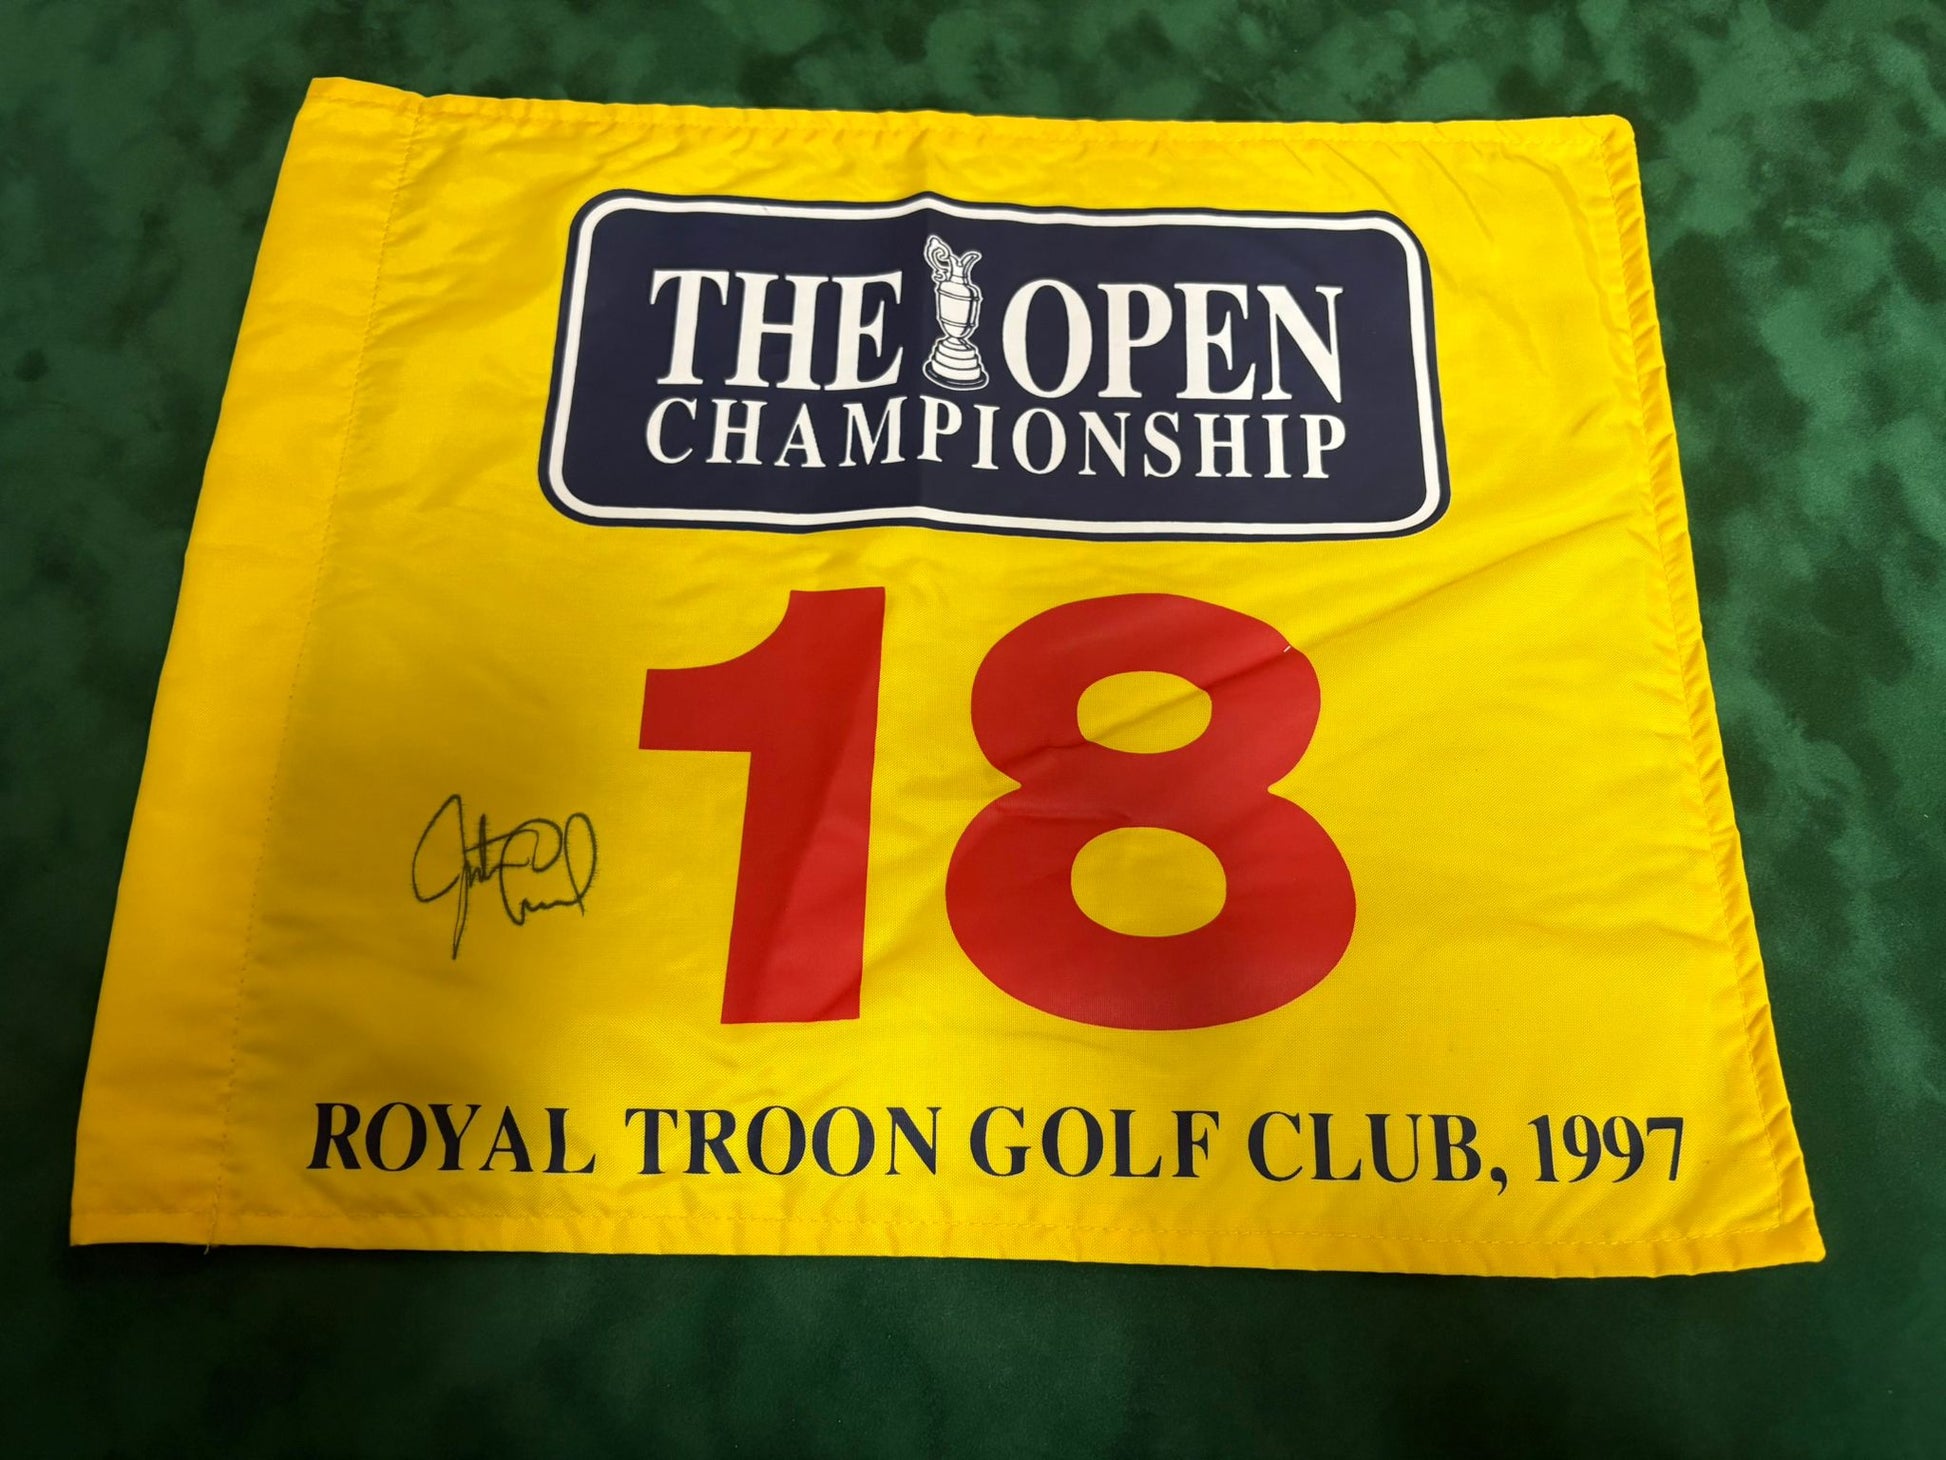 THE OPEN
CHAMPIONSHIP
18
ROYAL TROON GOLF CLUB, 1997